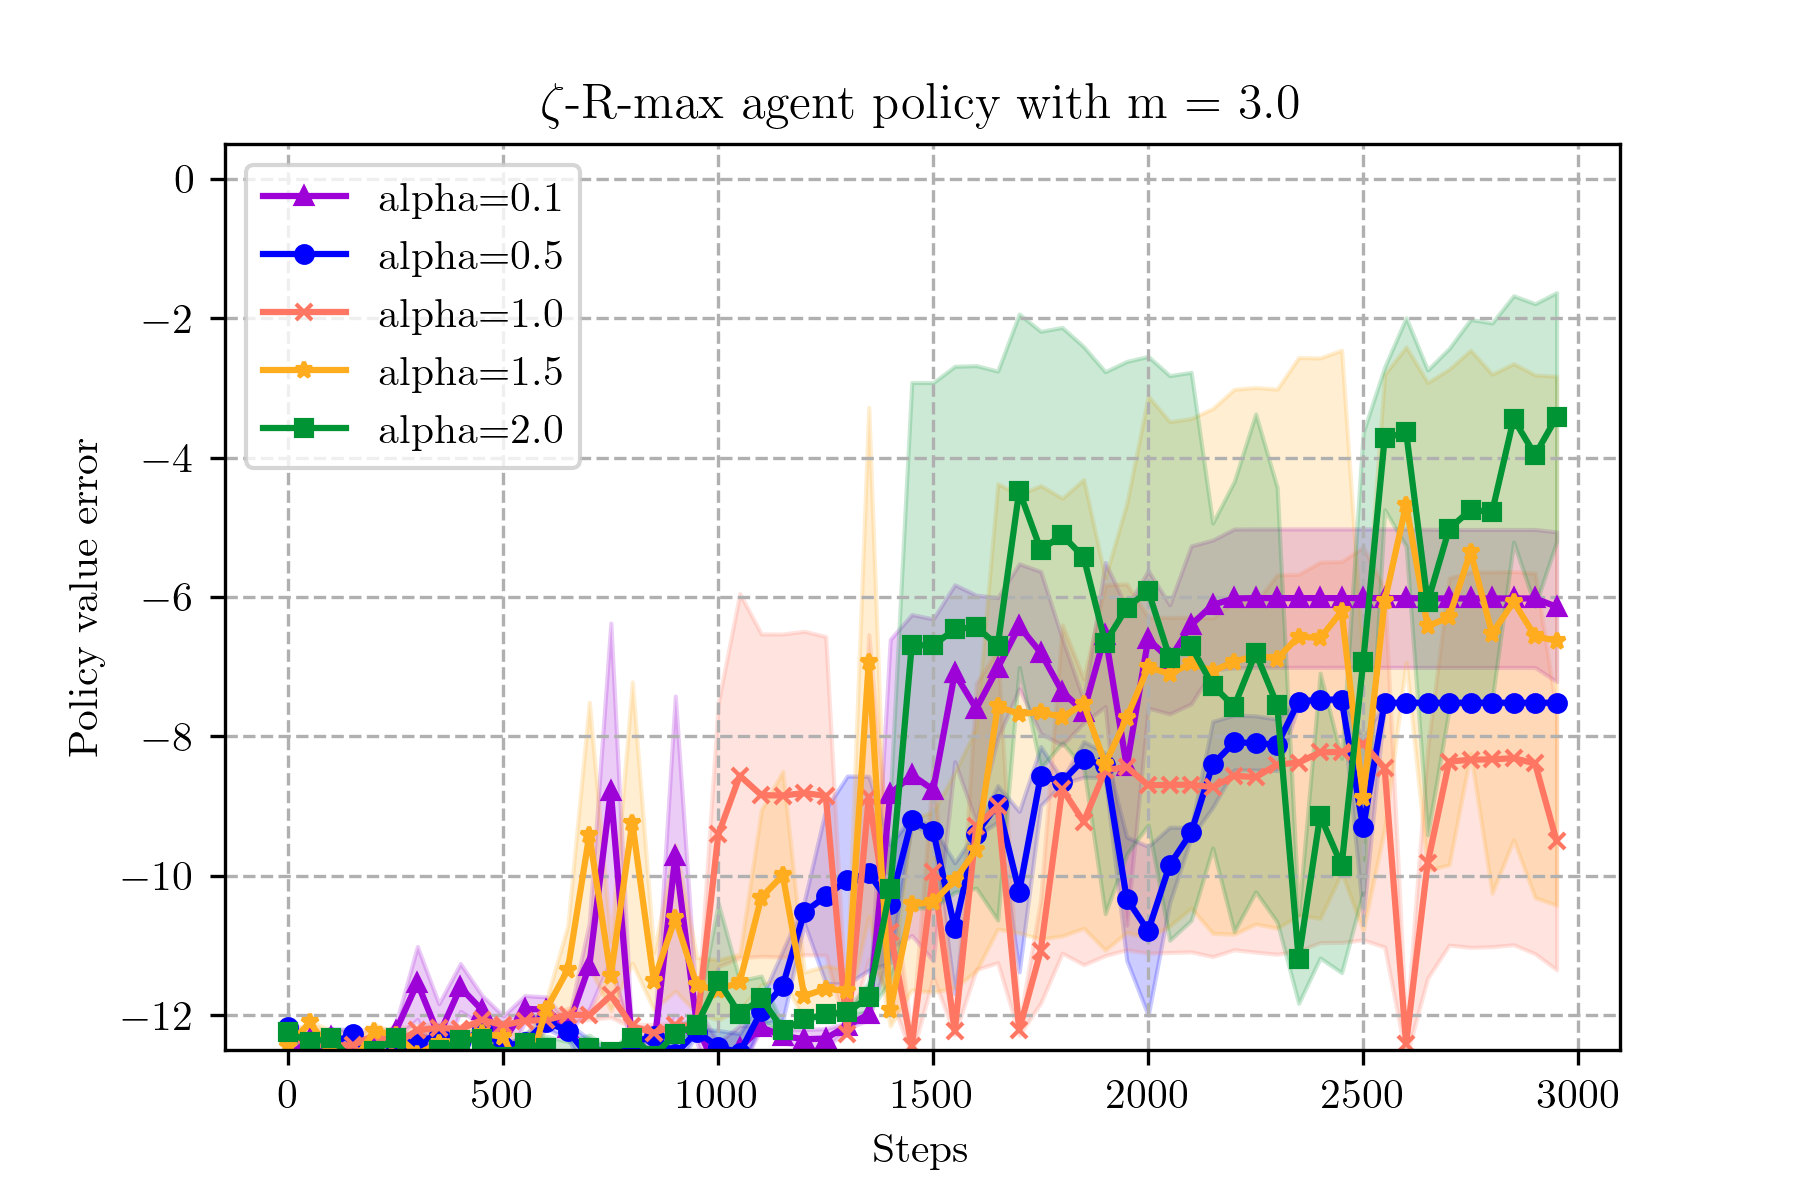 ζ-R-max agent policy with m = 3.0
0
−2
−4
−6
−8
−10
−12
Policy value error
alpha=0.1
alpha=0.5
alpha=1.0
alpha=1.5
alpha=2.0
0 500 1000 1500 2000 2500 3000
Steps